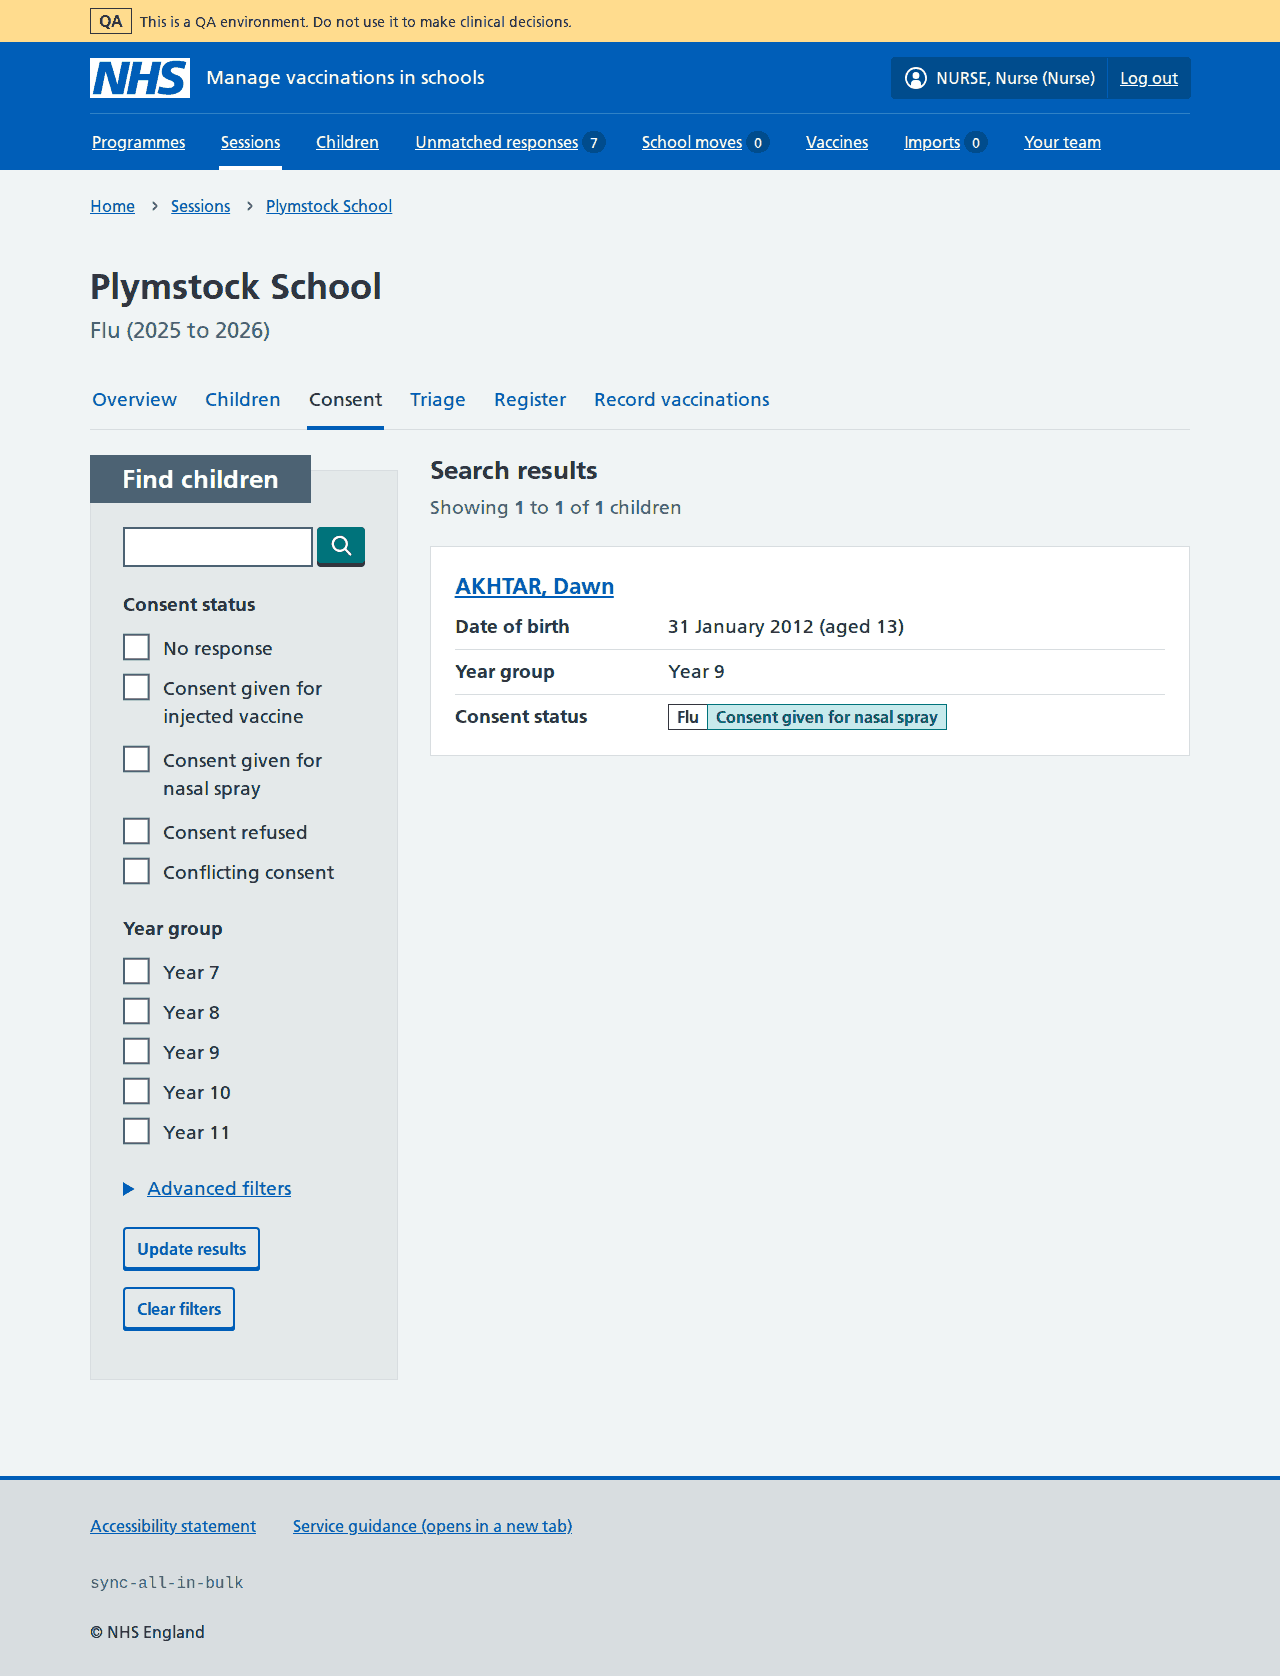 QA This is a QA environment. Do not use it to make clinical decisions.
NHS Manage vaccinations in schools NURSE, Nurse (Nurse) Log out
Programmes Sessions Children Unmatched responses 7 School moves 0 Vaccines Imports 0 Your team
Home Sessions Plymstock School
Plymstock School
Flu (2025 to 2026)
Overview Children Consent Triage Register Record vaccinations
Find children
Consent status
No response
Consent given for
injected vaccine
Consent given for
nasal spray
Consent refused
Conflicting consent
Year group
Year 7
Year 8
Year 9
Year 10
Year 11
Advanced filters
Update results
Clear filters
Search results
Showing 1 to 1 of 1 children
AKHTAR, Dawn
Date of birth 31 January 2012 (aged 13)
Year group Year 9
Consent status Flu Consent given for nasal spray
Accessibility statement Service guidance (opens in a new tab)
sync-all-in-bulk
© NHS England